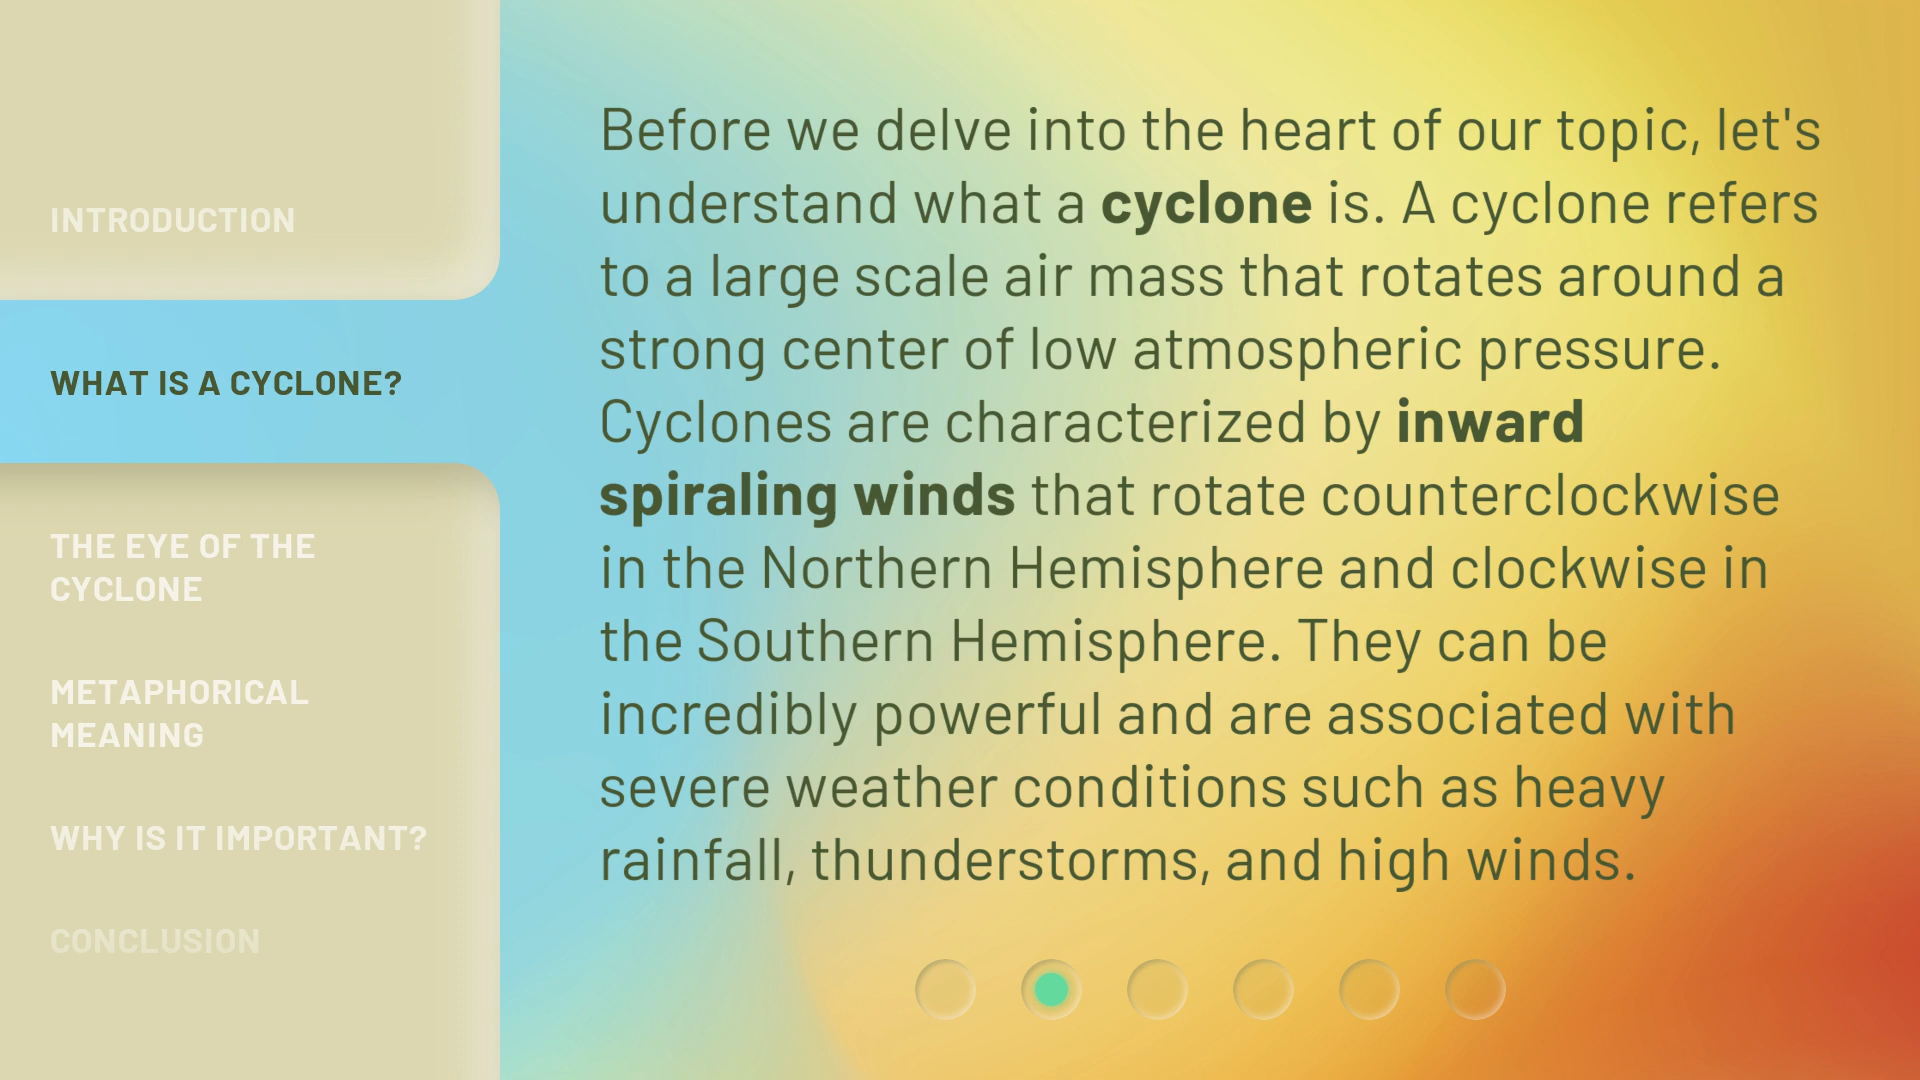 INTRODUCTION
WHAT IS A CYCLONE?
THE EYE OF THE
CYCLONE
METAPHORICAL
MEANING
WHY IS IT IMPORTANT?
CONCLUSION
Before we delve into the heart of our topic, let's
understand what a cyclone is. A cyclone refers
to a large scale air mass that rotates around a
strong center of low atmospheric pressure.
Cyclones are characterized by inward
spiraling winds that rotate counterclockwise
in the Northern Hemisphere and clockwise in
the Southern Hemisphere. They can be
incredibly powerful and are associated with
severe weather conditions such as heavy
rainfall, thunderstorms, and high winds.